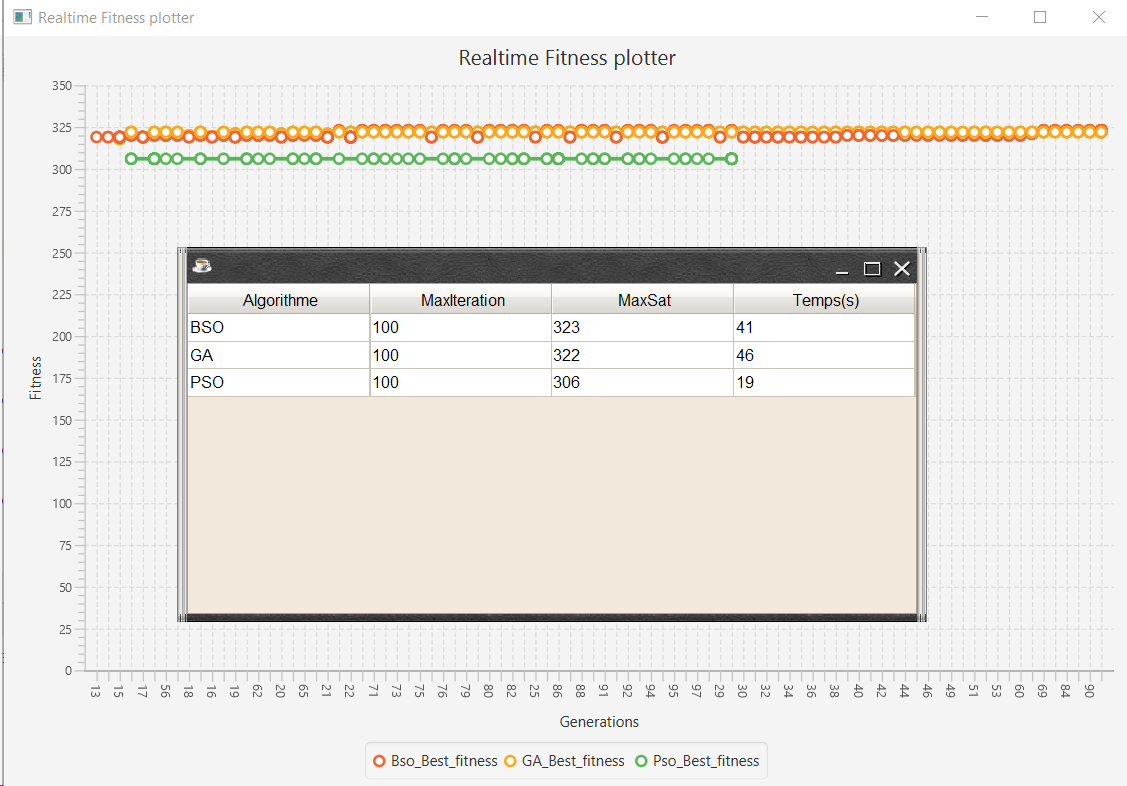 Realtime Fitness plotter
Realtime Fitness plotter
350
325
300
275
250
225
200
175
150
125
100
75
50
25
0
Fitness
Algorithme MaxIteration MaxSat Temps(s)
BSO 100 323 41
GA 100 322 46
PSO 100 306 19
13 15 17 56 18 16 19 62 20 65 21 22 71 73 75 76 79 80 82 25 86 88 91 92 94 95 97 29 30 32 34 36 38 40 42 44 46 49 51 53 60 69 84 90
Generations
Bso_Best_fitness GA_Best_fitness Pso_Best_fitness